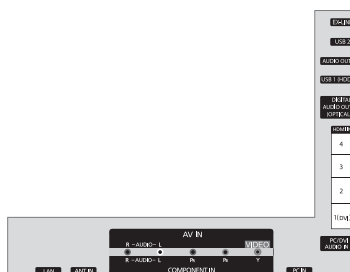 EX-LINK
USB 2
AUDIO OUT
USB 1 (HDD
DIGITAL
AUDIO OUT
(OPTICAL
HDMI IN
4
3
2
1(DVI)
PC/DVI
AUDIO IN
AV IN
R -AUDIO- L
VIDEO
R -AUDIO- L PB PR Y
COMPONENT IN
LAN
ANT IN
PC IN